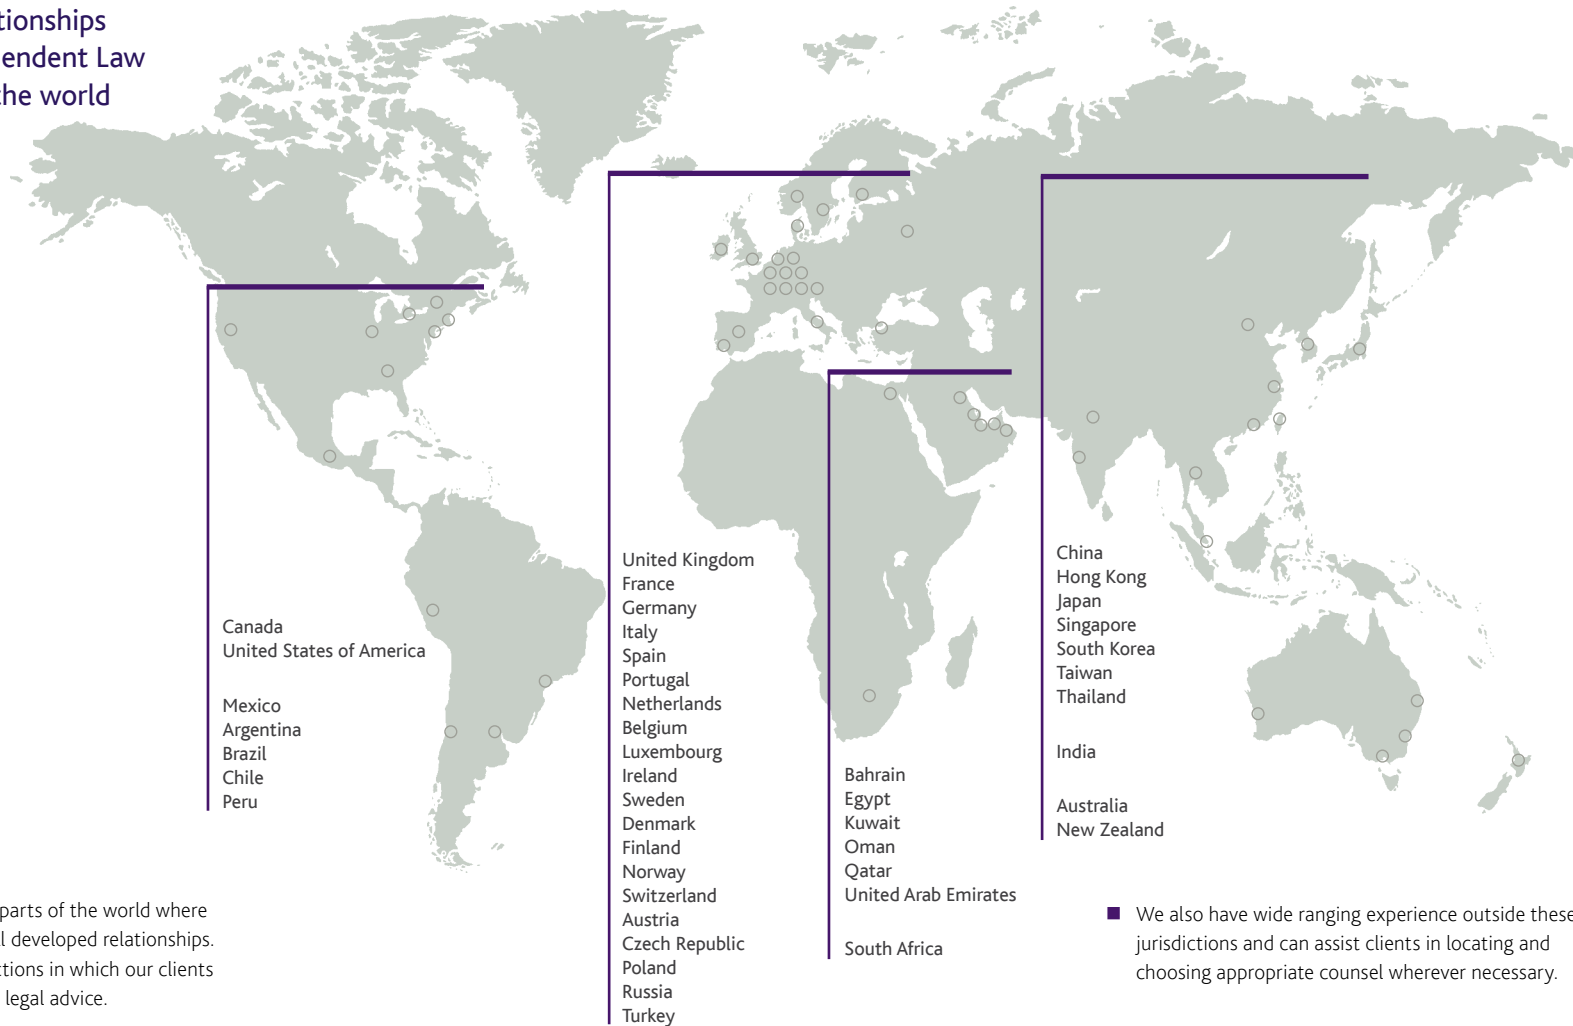 tionships
endent Law
the world
Canada
United States of America
Mexico
Argentina
Brazil
Chile
Peru
United Kingdom
France
Germany
Italy
Spain
Portugal
Netherlands
Belgium
Luxembourg
Ireland
Sweden
Denmark
Finland
Norway
Switzerland
Austria
Czech Republic
Poland
Russia
Turkey
Bahrain
Egypt
Kuwait
Oman
Qatar
United Arab Emirates
South Africa
China
Hong Kong
Japan
Singapore
South Korea
Taiwan
Thailand
India
Australia
New Zealand
parts of the world where
l developed relationships.
ctions in which our clients
legal advice.
We also have wide ranging experience outside these
jurisdictions and can assist clients in locating and
choosing appropriate counsel wherever necessary.